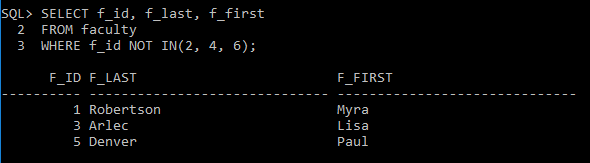 SQL> SELECT f_id, f_last, f_first
  2  FROM faculty
  3  WHERE f_id NOT IN(2, 4, 6);
      F_ID F_LAST                         F_FIRST
---------- ------------------------------ ------------------------------
         1 Robertson                      Myra
         3 Arlec                          Lisa
         5 Denver                         Paul